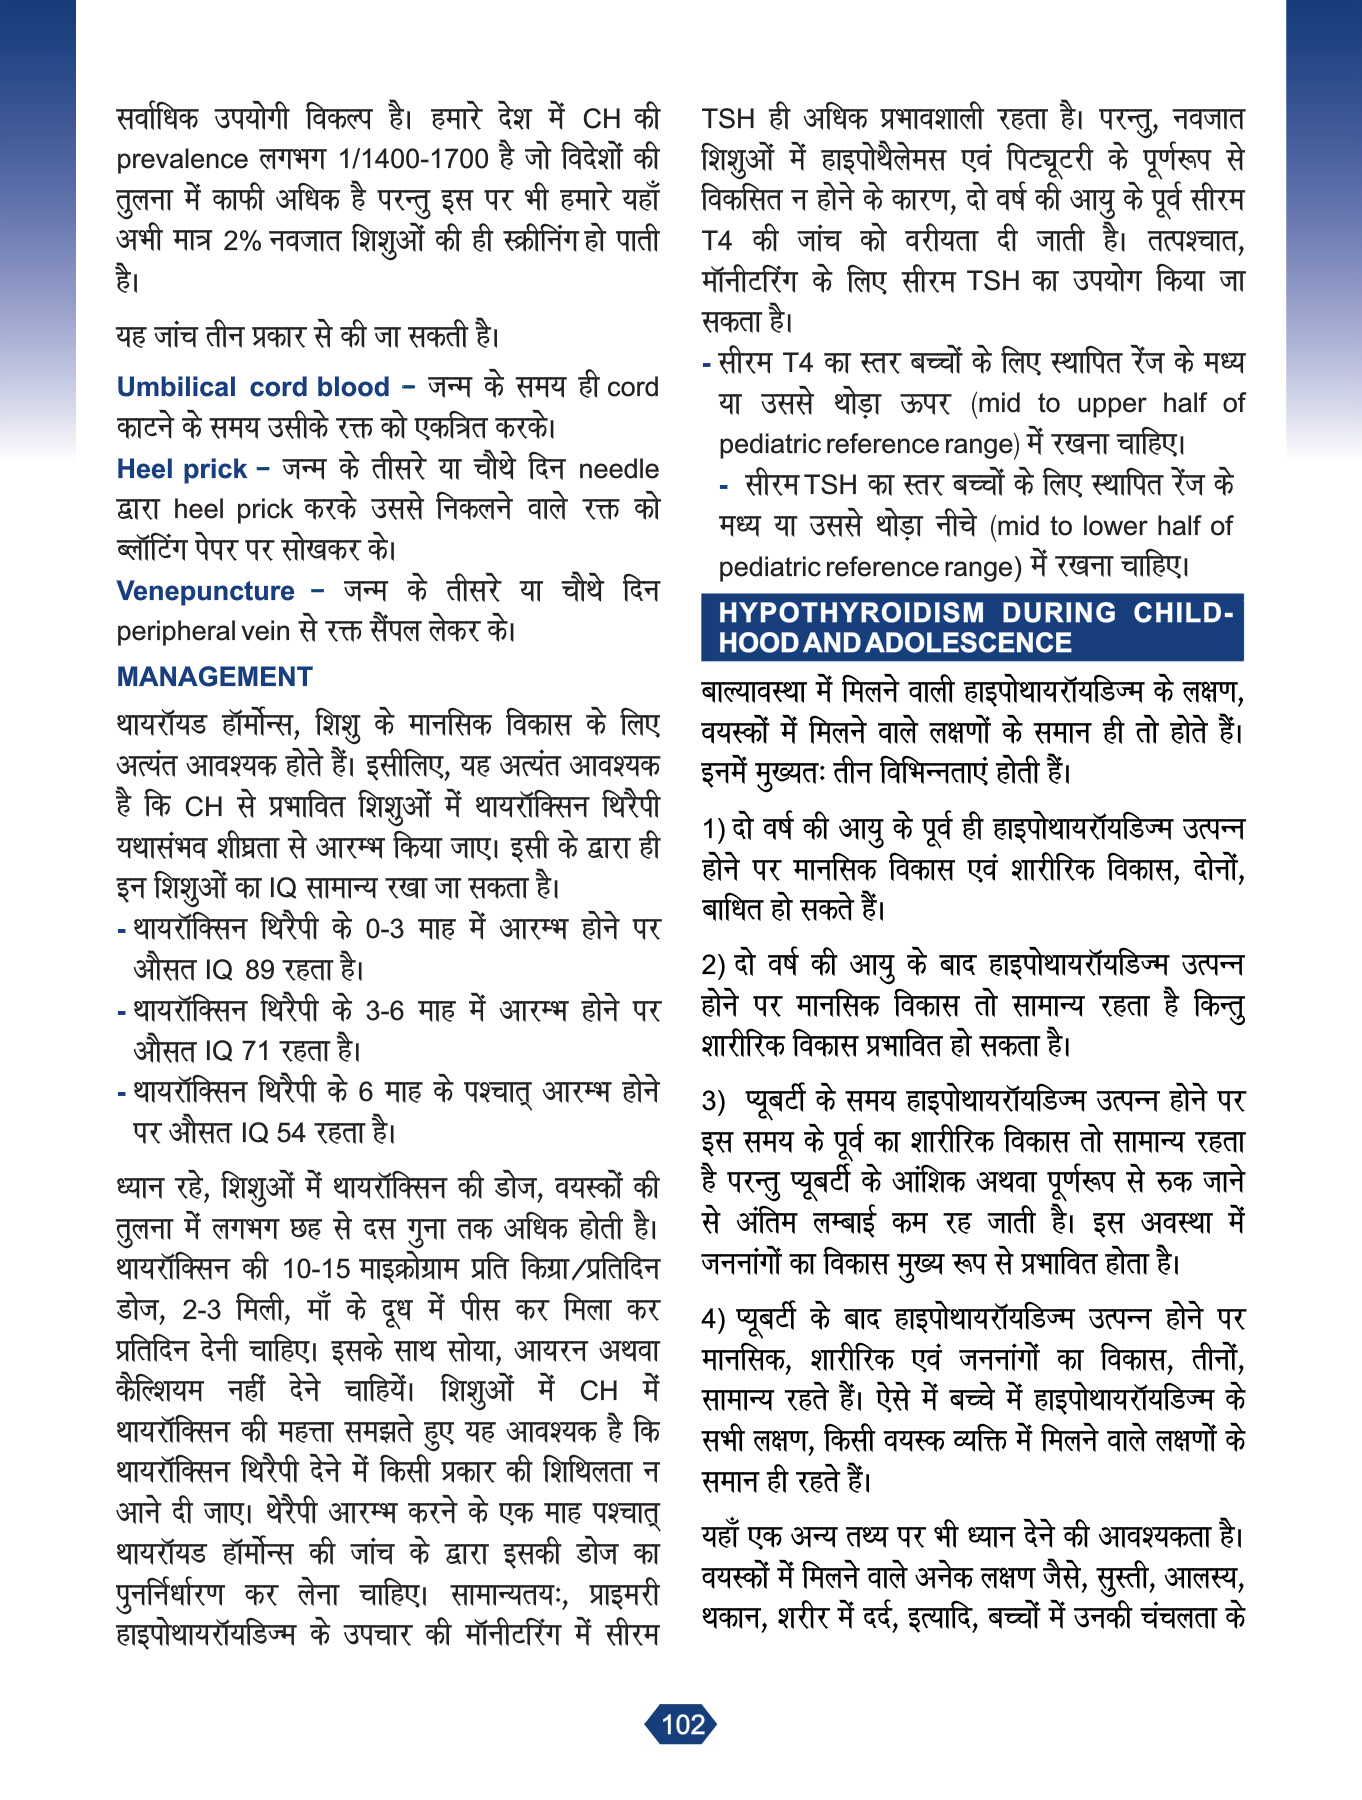 सर्वाधिक उपयोगी विकल्प है। हमारे देश में CH की
prevalence लगभग 1/1400-1700 है जो विदेशों की
तुलना में काफी अधिक है परन्तु इस पर भी हमारे यहाँ
अभी मात्र 2% नवजात शिशुओं की ही स्क्रीनिंग हो पाती
है।
यह जांच तीन प्रकार से की जा सकती है।
Umbilical cord blood – जन्म के समय ही cord
काटने के समय उसीके रक्त को एकत्रित करके।
Heel prick – जन्म के तीसरे या चौथे दिन needle
द्वारा heel prick करके उससे निकलने वाले रक्त को
ब्लॉटिंग पेपर पर सोखकर के।
Venepuncture – जन्म के तीसरे या चौथे दिन
peripheral vein से रक्त सैंपल लेकर के।
MANAGEMENT
थायरॉयड हॉर्मोन्स, शिशु के मानसिक विकास के लिए
अत्यंत आवश्यक होते हैं। इसीलिए, यह अत्यंत आवश्यक
है कि CH से प्रभावित शिशुओं में थायरॉक्सिन थिरैपी
यथासंभव शीघ्रता से आरम्भ किया जाए। इसी के द्वारा ही
इन शिशुओं का IQ सामान्य रखा जा सकता है।
- थायरॉक्सिन थिरैपी के 0-3 माह में आरम्भ होने पर
औसत IQ 89 रहता है।
- थायरॉक्सिन थिरैपी के 3-6 माह में आरम्भ होने पर
औसत IQ 71 रहता है।
- थायरॉक्सिन थिरैपी के 6 माह के पश्चात् आरम्भ होने
पर औसत IQ 54 रहता है।
ध्यान रहे, शिशुओं में थायरॉक्सिन की डोज, वयस्कों की
तुलना में लगभग छह से दस गुना तक अधिक होती है।
थायरॉक्सिन की 10-15 माइक्रोग्राम प्रति किग्रा/प्रतिदिन
डोज, 2-3 मिली, माँ के दूध में पीस कर मिला कर
प्रतिदिन देनी चाहिए। इसके साथ सोया, आयरन अथवा
कैल्शियम नहीं देने चाहियें। शिशुओं में CH में
थायरॉक्सिन की महत्ता समझते हुए यह आवश्यक है कि
थायरॉक्सिन थिरैपी देने में किसी प्रकार की शिथिलता न
आने दी जाए। थेरैपी आरम्भ करने के एक माह पश्चात्
थायरॉयड हॉर्मोन्स की जांच के द्वारा इसकी डोज का
पुनर्निर्धारण कर लेना चाहिए। सामान्यतयः, प्राइमरी
हाइपोथायरॉयडिज्म के उपचार की मॉनीटरिंग में सीरम
TSH ही अधिक प्रभावशाली रहता है। परन्तु, नवजात
शिशुओं में हाइपोथैलेमस एवं पिट्यूटरी के पूर्णरूप से
विकसित न होने के कारण, दो वर्ष की आयु के पूर्व सीरम
T4 की जांच को वरीयता दी जाती है। तत्पश्चात,
मॉनीटरिंग के लिए सीरम TSH का उपयोग किया जा
सकता है।
- सीरम T4 का स्तर बच्चों के लिए स्थापित रेंज के मध्य
या उससे थोड़ा ऊपर (mid to upper half of
pediatric reference range) में रखना चाहिए।
- सीरम TSH का स्तर बच्चों के लिए स्थापित रेंज के
मध्य या उससे थोड़ा नीचे (mid to lower half of
pediatric reference range) में रखना चाहिए।
HYPOTHYROIDISM DURING CHILD-
HOOD AND ADOLESCENCE
बाल्यावस्था में मिलने वाली हाइपोथायरॉयडिज्म के लक्षण,
वयस्कों में मिलने वाले लक्षणों के समान ही तो होते हैं।
इनमें मुख्यतः तीन विभिन्नताएं होती हैं।
1) दो वर्ष की आयु के पूर्व ही हाइपोथायरॉयडिज्म उत्पन्न
होने पर मानसिक विकास एवं शारीरिक विकास, दोनों,
बाधित हो सकते हैं।
2) दो वर्ष की आयु के बाद हाइपोथायरॉयडिज्म उत्पन्न
होने पर मानसिक विकास तो सामान्य रहता है किन्तु
शारीरिक विकास प्रभावित हो सकता है।
3) प्यूबर्टी के समय हाइपोथायरॉयडिज्म उत्पन्न होने पर
इस समय के पूर्व का शारीरिक विकास तो सामान्य रहता
है परन्तु प्यूबर्टी के आंशिक अथवा पूर्णरूप से रुक जाने
से अंतिम लम्बाई कम रह जाती है। इस अवस्था में
जननांगों का विकास मुख्य रूप से प्रभावित होता है।
4) प्यूबर्टी के बाद हाइपोथायरॉयडिज्म उत्पन्न होने पर
मानसिक, शारीरिक एवं जननांगों का विकास, तीनों,
सामान्य रहते हैं। ऐसे में बच्चे में हाइपोथायरॉयडिज्म के
सभी लक्षण, किसी वयस्क व्यक्ति में मिलने वाले लक्षणों के
समान ही रहते हैं।
यहाँ एक अन्य तथ्य पर भी ध्यान देने की आवश्यकता है।
वयस्कों में मिलने वाले अनेक लक्षण जैसे, सुस्ती, आलस्य,
थकान, शरीर में दर्द, इत्यादि, बच्चों में उनकी चंचलता के
102